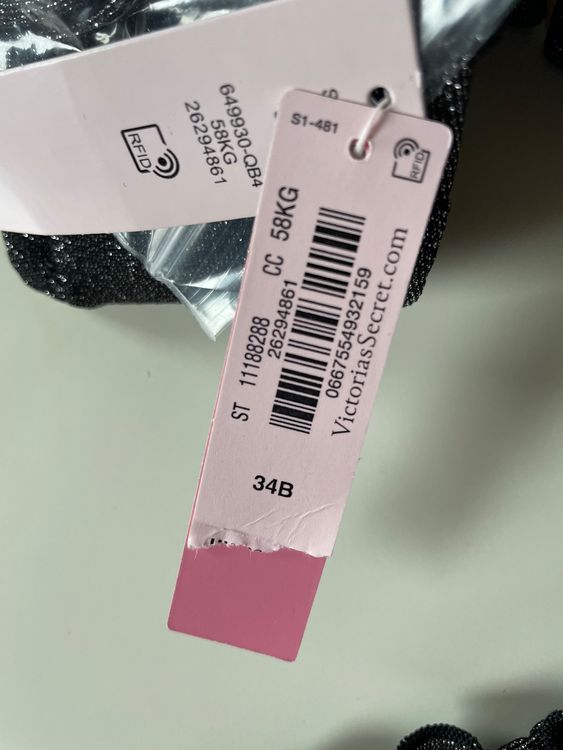 649930-QB4
58KG
26294861
RFID
S1-481
RFID
ST 11188288 CC 58KG
26294861
0667554932159
VictoriasSecret.com
34B